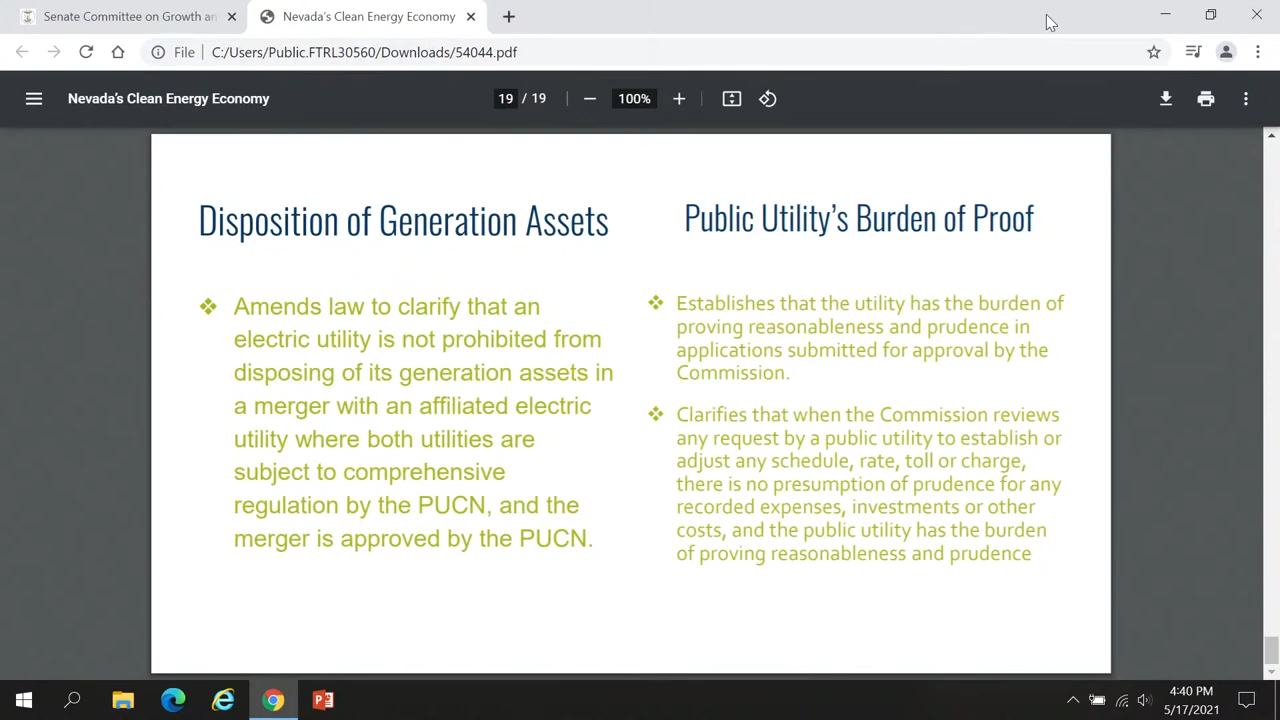 Senate Committee on Growth an
Nevada's Clean Energy Economy
File
C:/Users/Public.FTRL30560/Downloads/54044.pdf
Nevada's Clean Energy Economy
19 / 19
100%
Disposition of Generation Assets
❖ Amends law to clarify that an
electric utility is not prohibited from
disposing of its generation assets in
a merger with an affiliated electric
utility where both utilities are
subject to comprehensive
regulation by the PUCN, and the
merger is approved by the PUCN.
Public Utility's Burden of Proof
❖ Establishes that the utility has the burden of
proving reasonableness and prudence in
applications submitted for approval by the
Commission.
❖ Clarifies that when the Commission reviews
any request by a public utility to establish or
adjust any schedule, rate, toll or charge,
there is no presumption of prudence for any
recorded expenses, investments or other
costs, and the public utility has the burden
of proving reasonableness and prudence
4:40 PM
5/17/2021